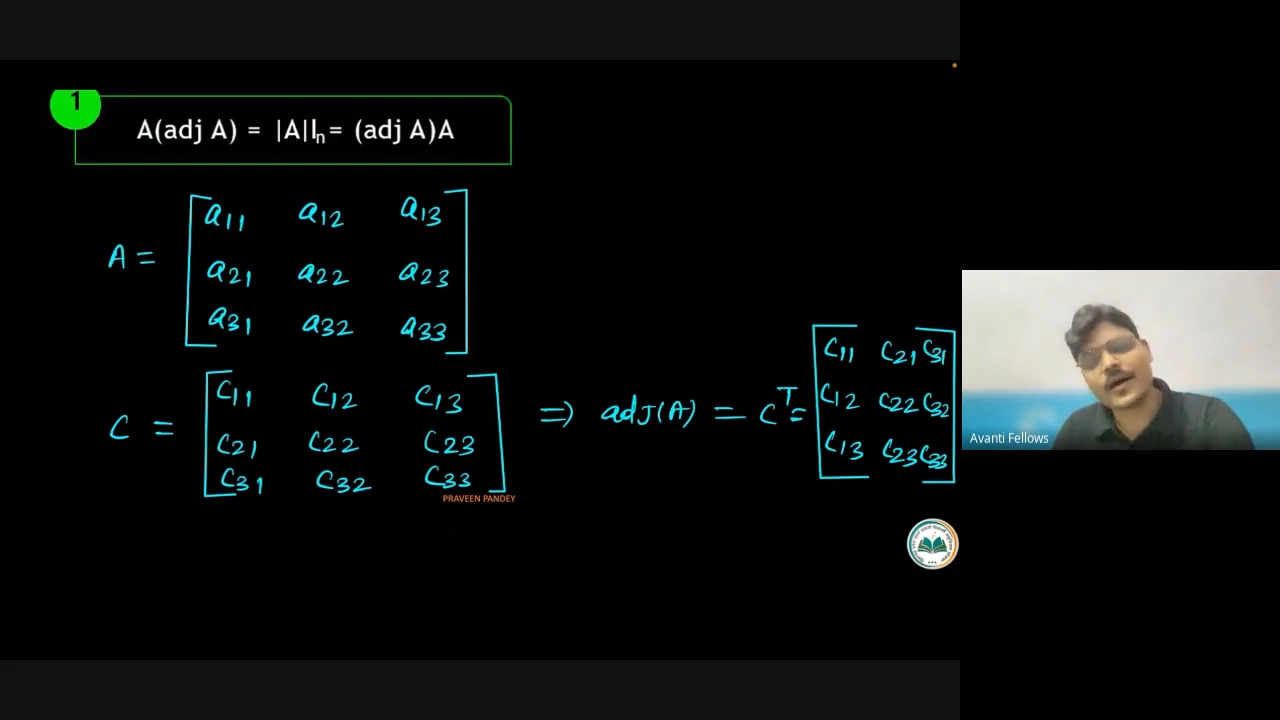 1
A(adj A) = |A|Iₙ = (adj A)A
A = [a11 a12 a13
a21 a22 a23
a31 a32 a33]
C = [C11 C12 C13
C21 C22 C23
C31 C32 C33]
⇒ adj(A) = Cᵀ = [C11 C21 C31
C12 C22 C32
C13 C23 C33]
PRAVEEN PANDEY
Avanti Fellows